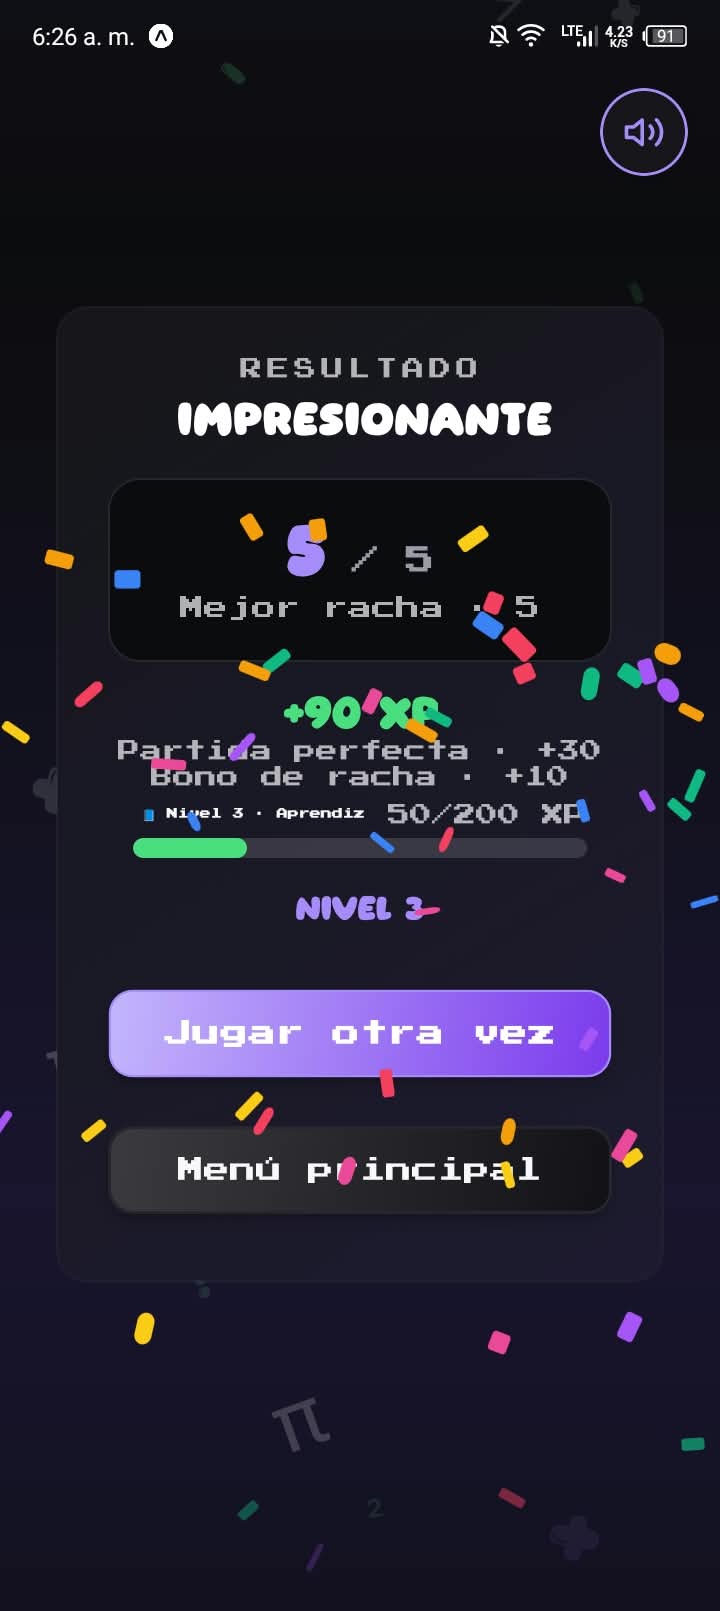 6:26 a. m. LTE 4.23 K/S 91
RESULTADO
IMPRESIONANTE
5 / 5
Mejor racha · 5
+90 XP
Partida perfecta · +30
Bono de racha · +10
Nivel 3 · Aprendiz 50/200 XP
NIVEL 3
Jugar otra vez
Menú principal
π
2